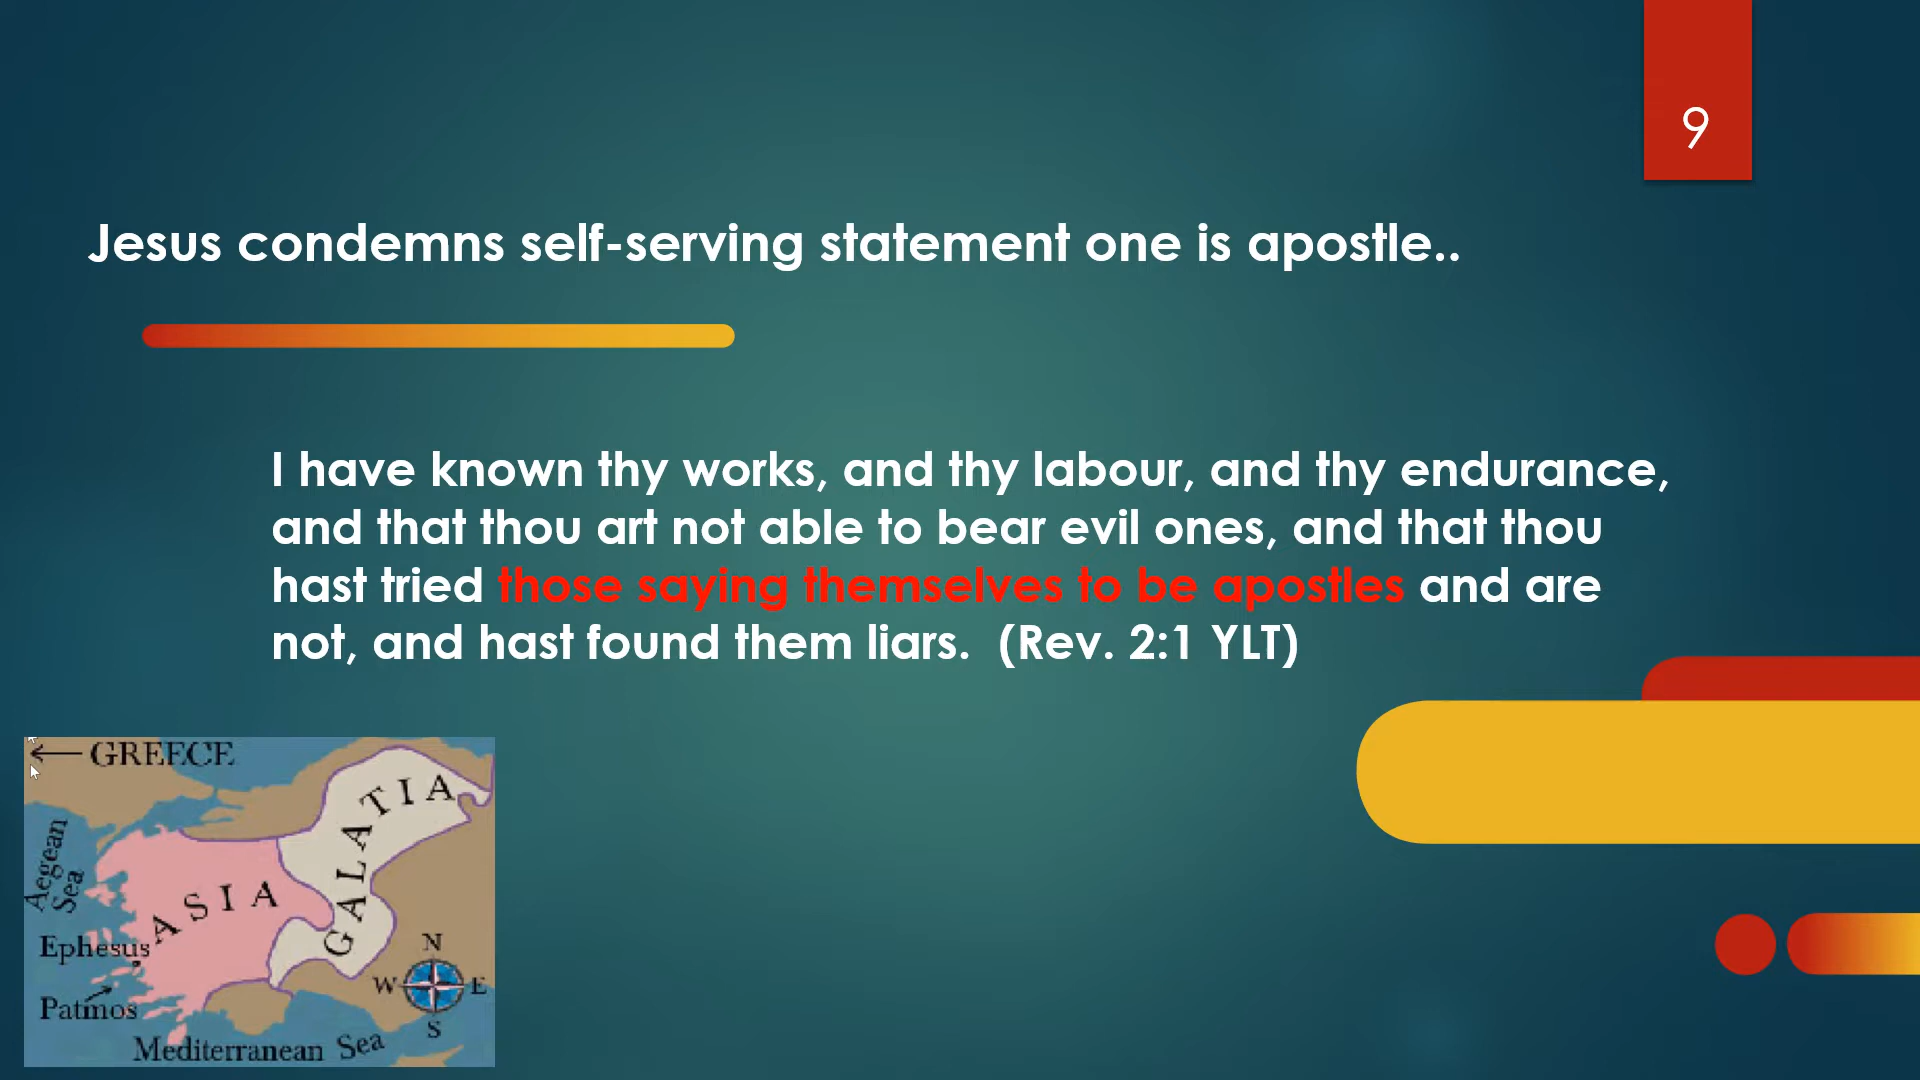 9
Jesus condemns self-serving statement one is apostle..
I have known thy works, and thy labour, and thy endurance,
and that thou art not able to bear evil ones, and that thou
hast tried those saying themselves to be apostles and are
not, and hast found them liars.  (Rev. 2:1 YLT)
GREECE
GALATIA
Aegean
Sea
ASIA
Ephesus
Patmos
N
W E
S
Mediterranean Sea